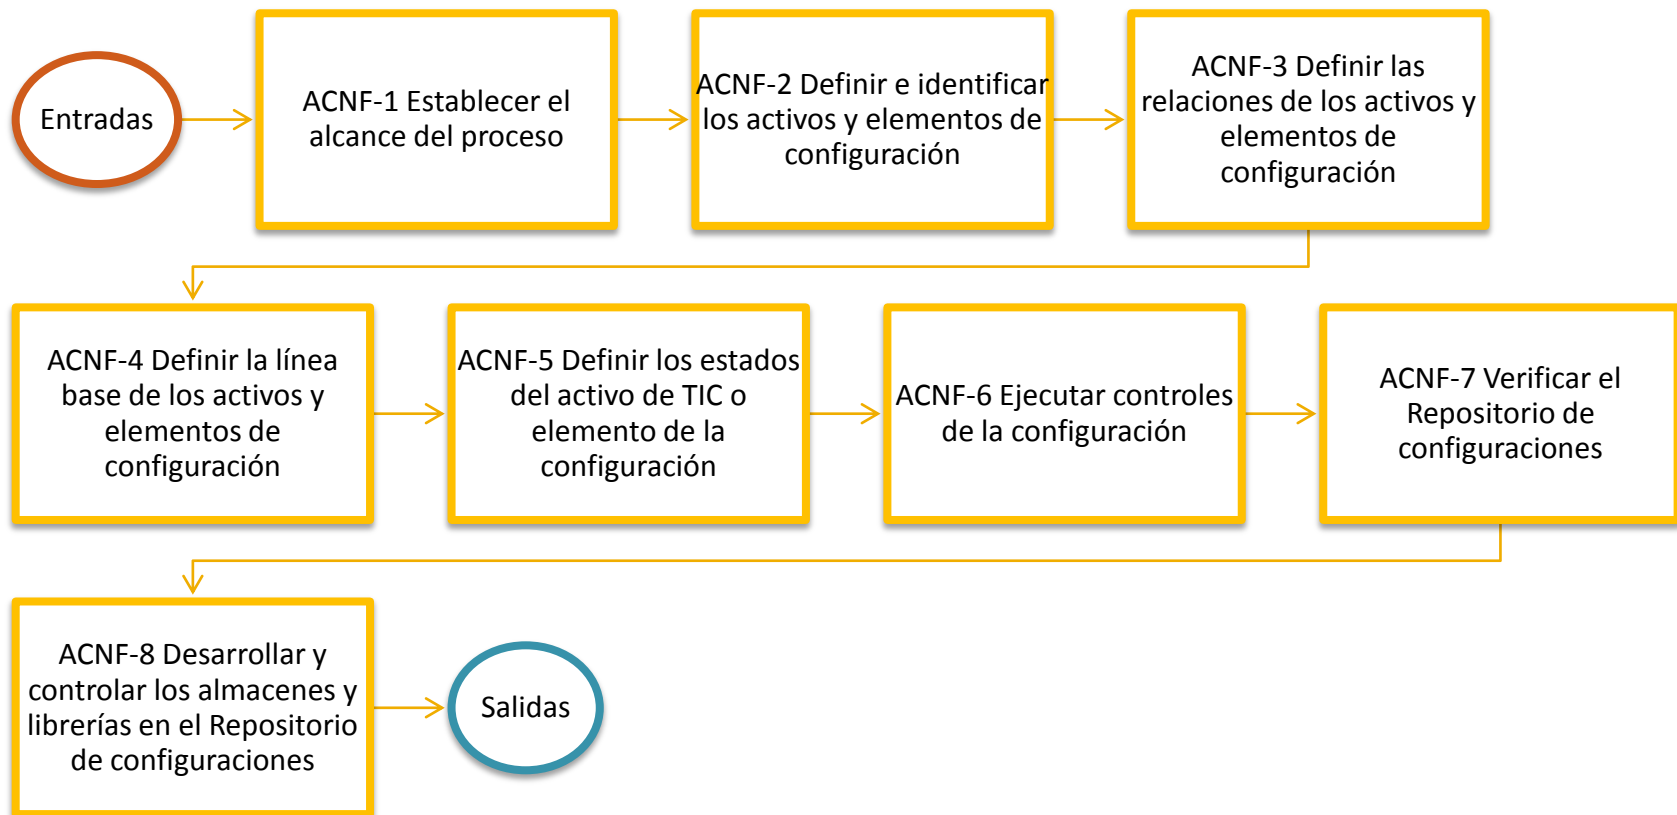 Entradas
ACNF-1 Establecer el
alcance del proceso
ACNF-2 Definir e identificar
los activos y elementos de
configuración
ACNF-3 Definir las
relaciones de los activos y
elementos de
configuración
ACNF-4 Definir la línea
base de los activos y
elementos de
configuración
ACNF-5 Definir los estados
del activo de TIC o
elemento de la
configuración
ACNF-6 Ejecutar controles
de la configuración
ACNF-7 Verificar el
Repositorio de
configuraciones
ACNF-8 Desarrollar y
controlar los almacenes y
librerías en el Repositorio
de configuraciones
Salidas